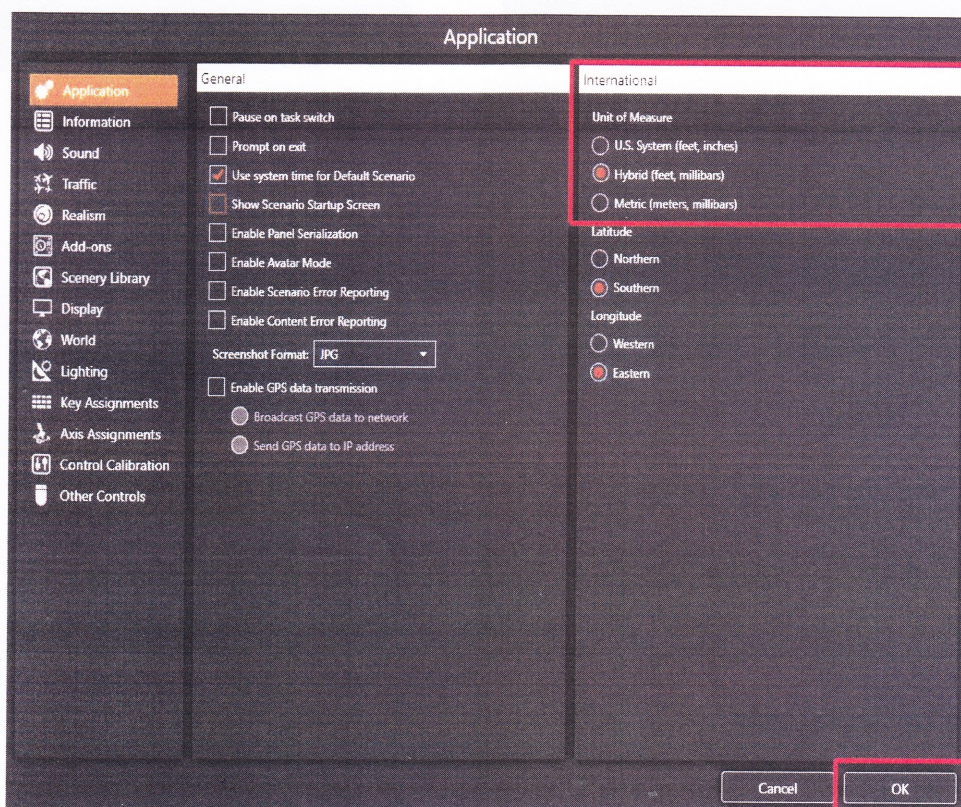 Application
Application
Information
Sound
Traffic
Realism
Add-ons
Scenery Library
Display
World
Lighting
Key Assignments
Axis Assignments
Control Calibration
Other Controls
General
Pause on task switch
Prompt on exit
Use system time for Default Scenario
Show Scenario Startup Screen
Enable Panel Serialization
Enable Avatar Mode
Enable Scenario Error Reporting
Enable Content Error Reporting
Screenshot Format: JPG
Enable GPS data transmission
Broadcast GPS data to network
Send GPS data to IP address
International
Unit of Measure
U.S. System (feet, inches)
Hybrid (feet, millibars)
Metric (meters, millibars)
Latitude
Northern
Southern
Longitude
Western
Eastern
Cancel
OK